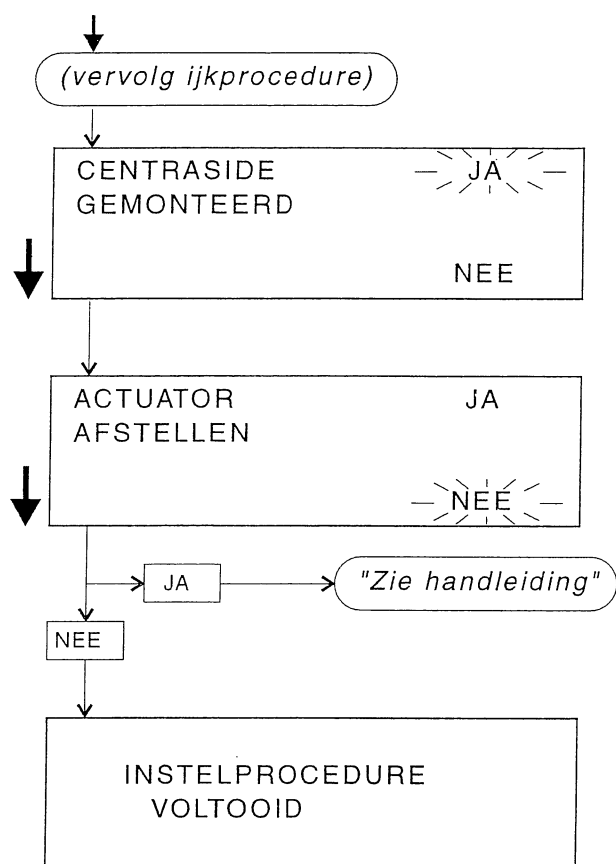 (vervolg ijkprocedure)
CENTRASIDE JA
GEMONTEERD
NEE
ACTUATOR JA
AFSTELLEN
NEE
JA "Zie handleiding"
NEE
INSTELPROCEDURE
VOLTOOID